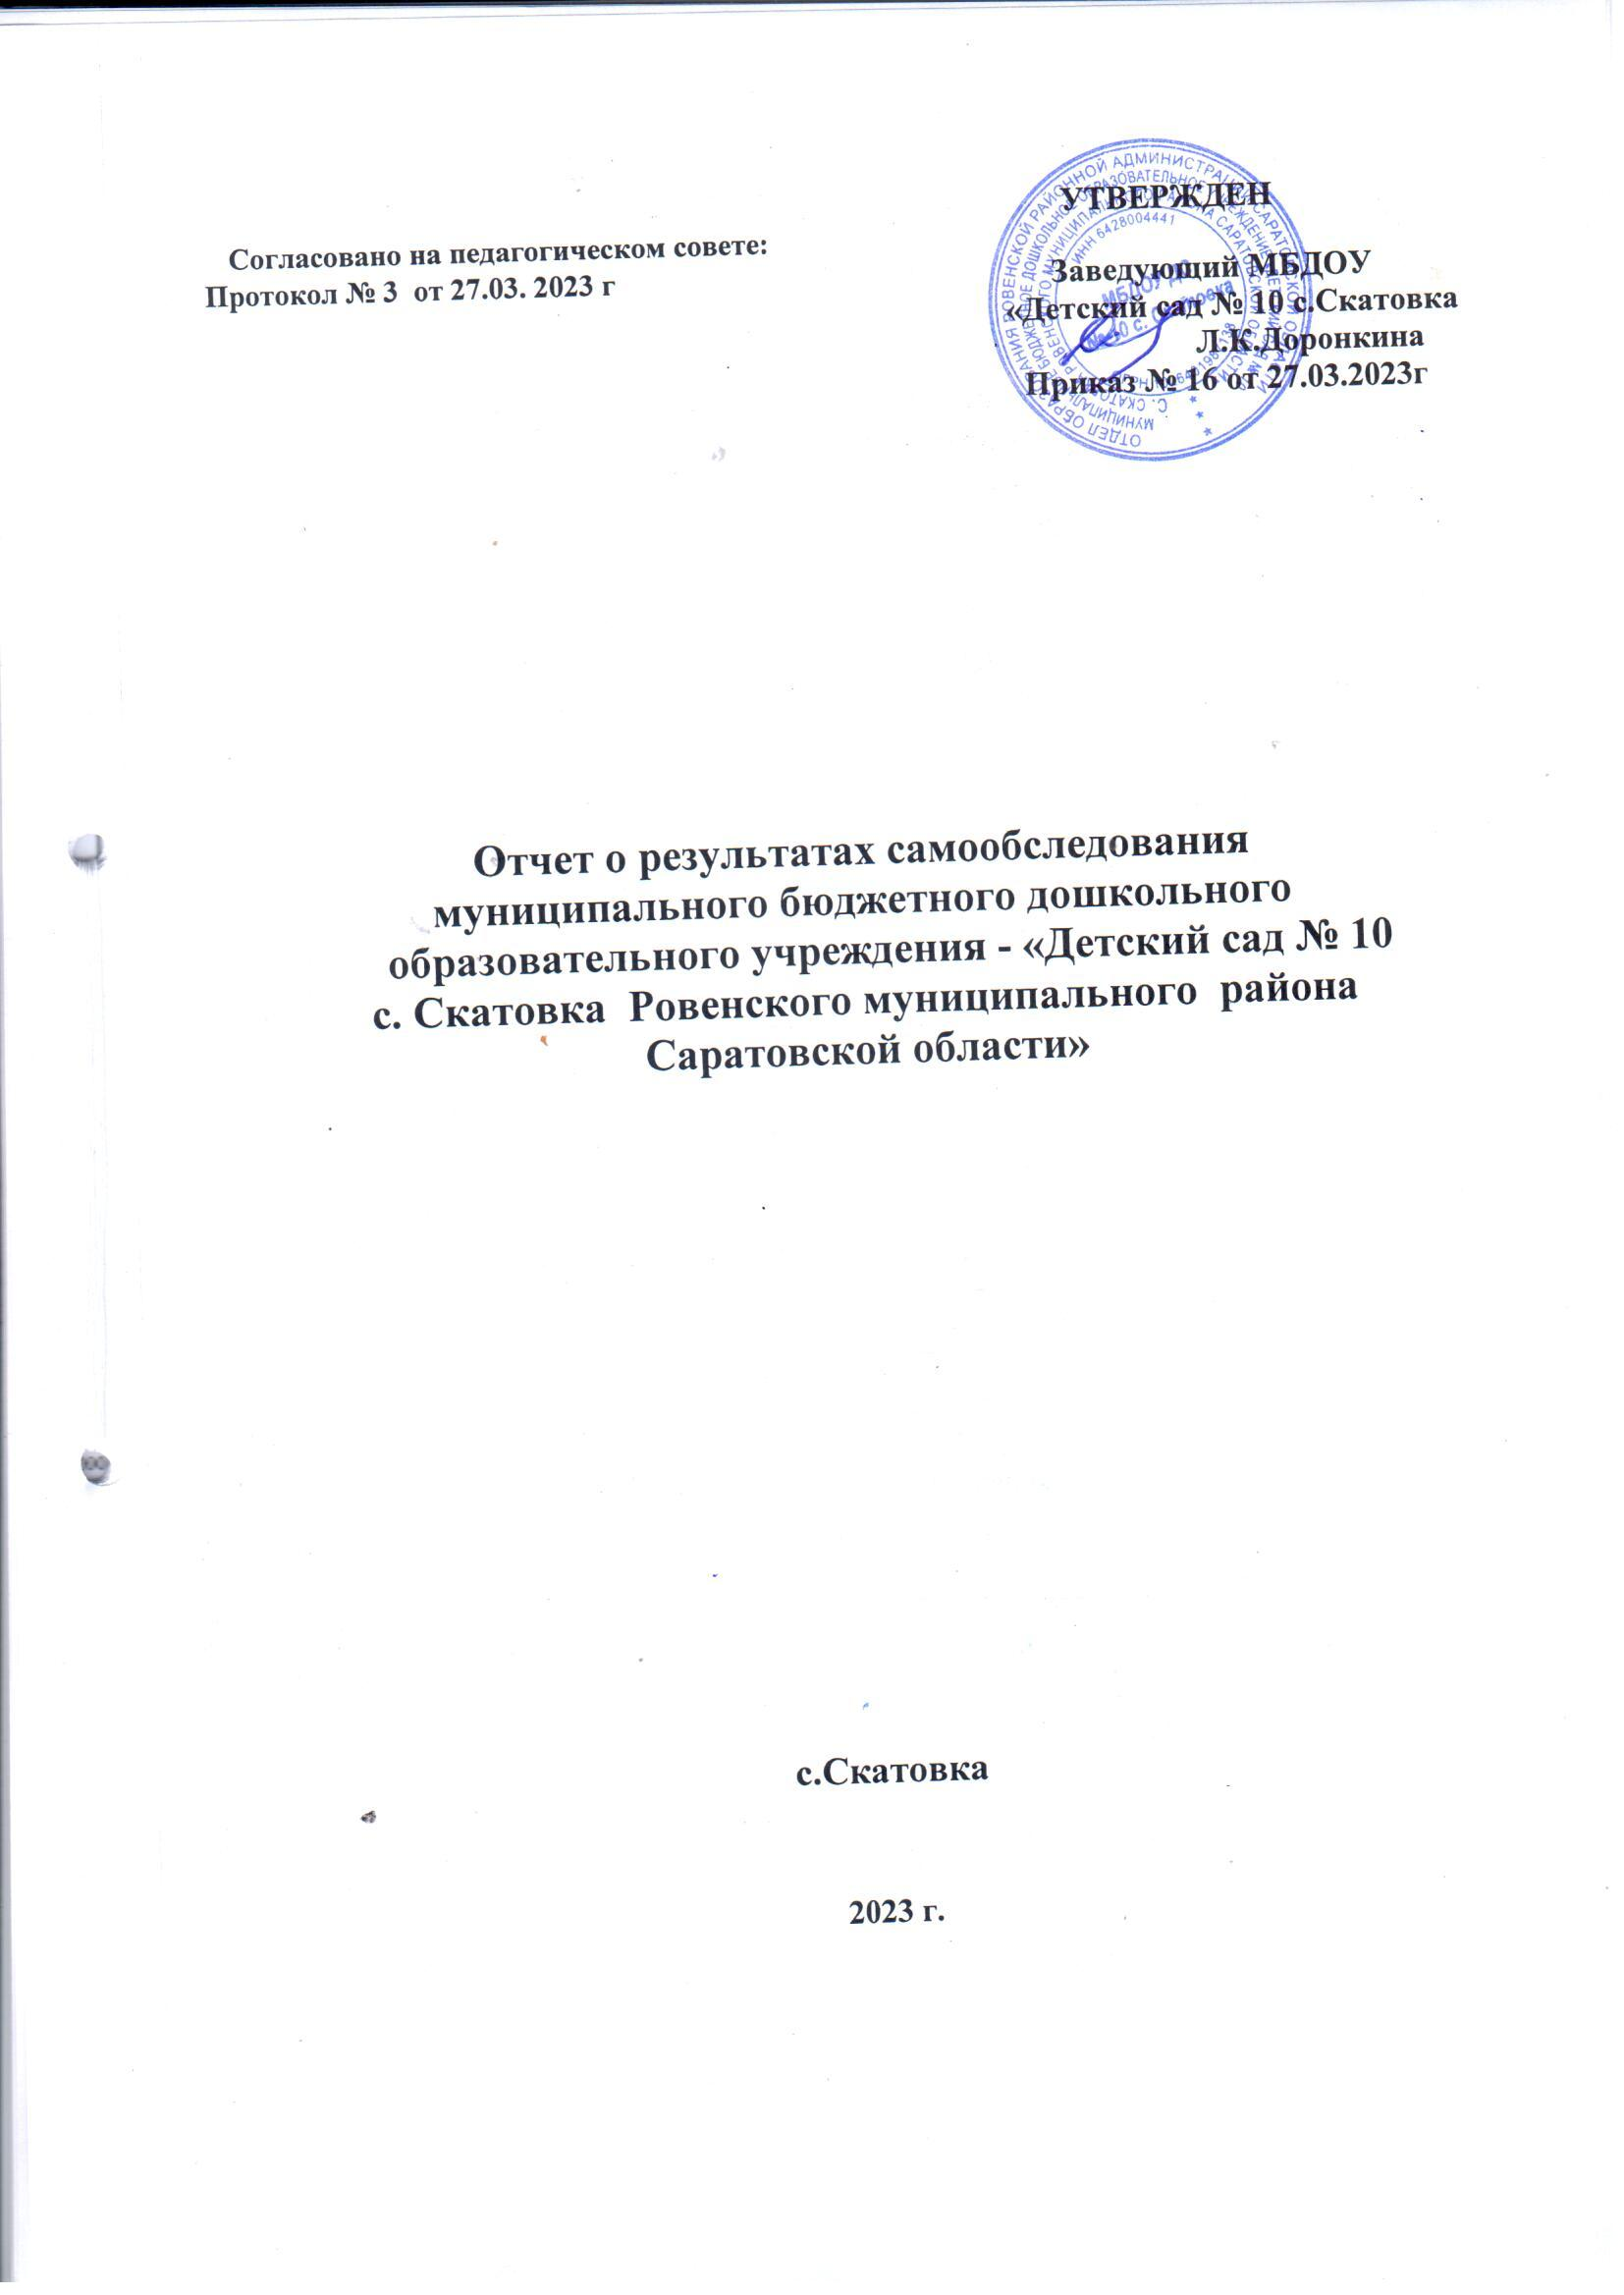 Согласовано на педагогическом совете:
Протокол № 3  от 27.03. 2023 г
УТВЕРЖДЕН
Заведующий МБДОУ
«Детский сад № 10 с.Скатовка
Л.К.Доронкина
Приказ № 16 от 27.03.2023г
ИНН 6428004441
Отчет о результатах самообследования
муниципального бюджетного дошкольного
образовательного учреждения - «Детский сад № 10
с. Скатовка  Ровенского муниципального  района
Саратовской области»
с.Скатовка
2023 г.